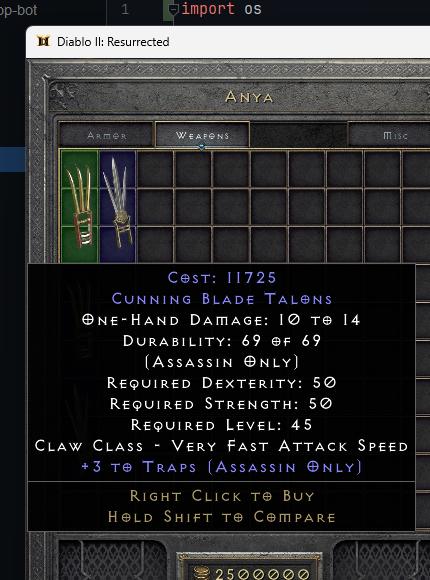 op-bot
1
import os
Diablo II: Resurrected
Anya
Armor
Weapons
Misc
Cost: 11725
Cunning Blade Talons
One-Hand Damage: 10 to 14
Durability: 69 of 69
(Assassin Only)
Required Dexterity: 50
Required Strength: 50
Required Level: 45
Claw Class - Very Fast Attack Speed
+3 to Traps (Assassin Only)
Right Click to Buy
Hold Shift to Compare
2500000